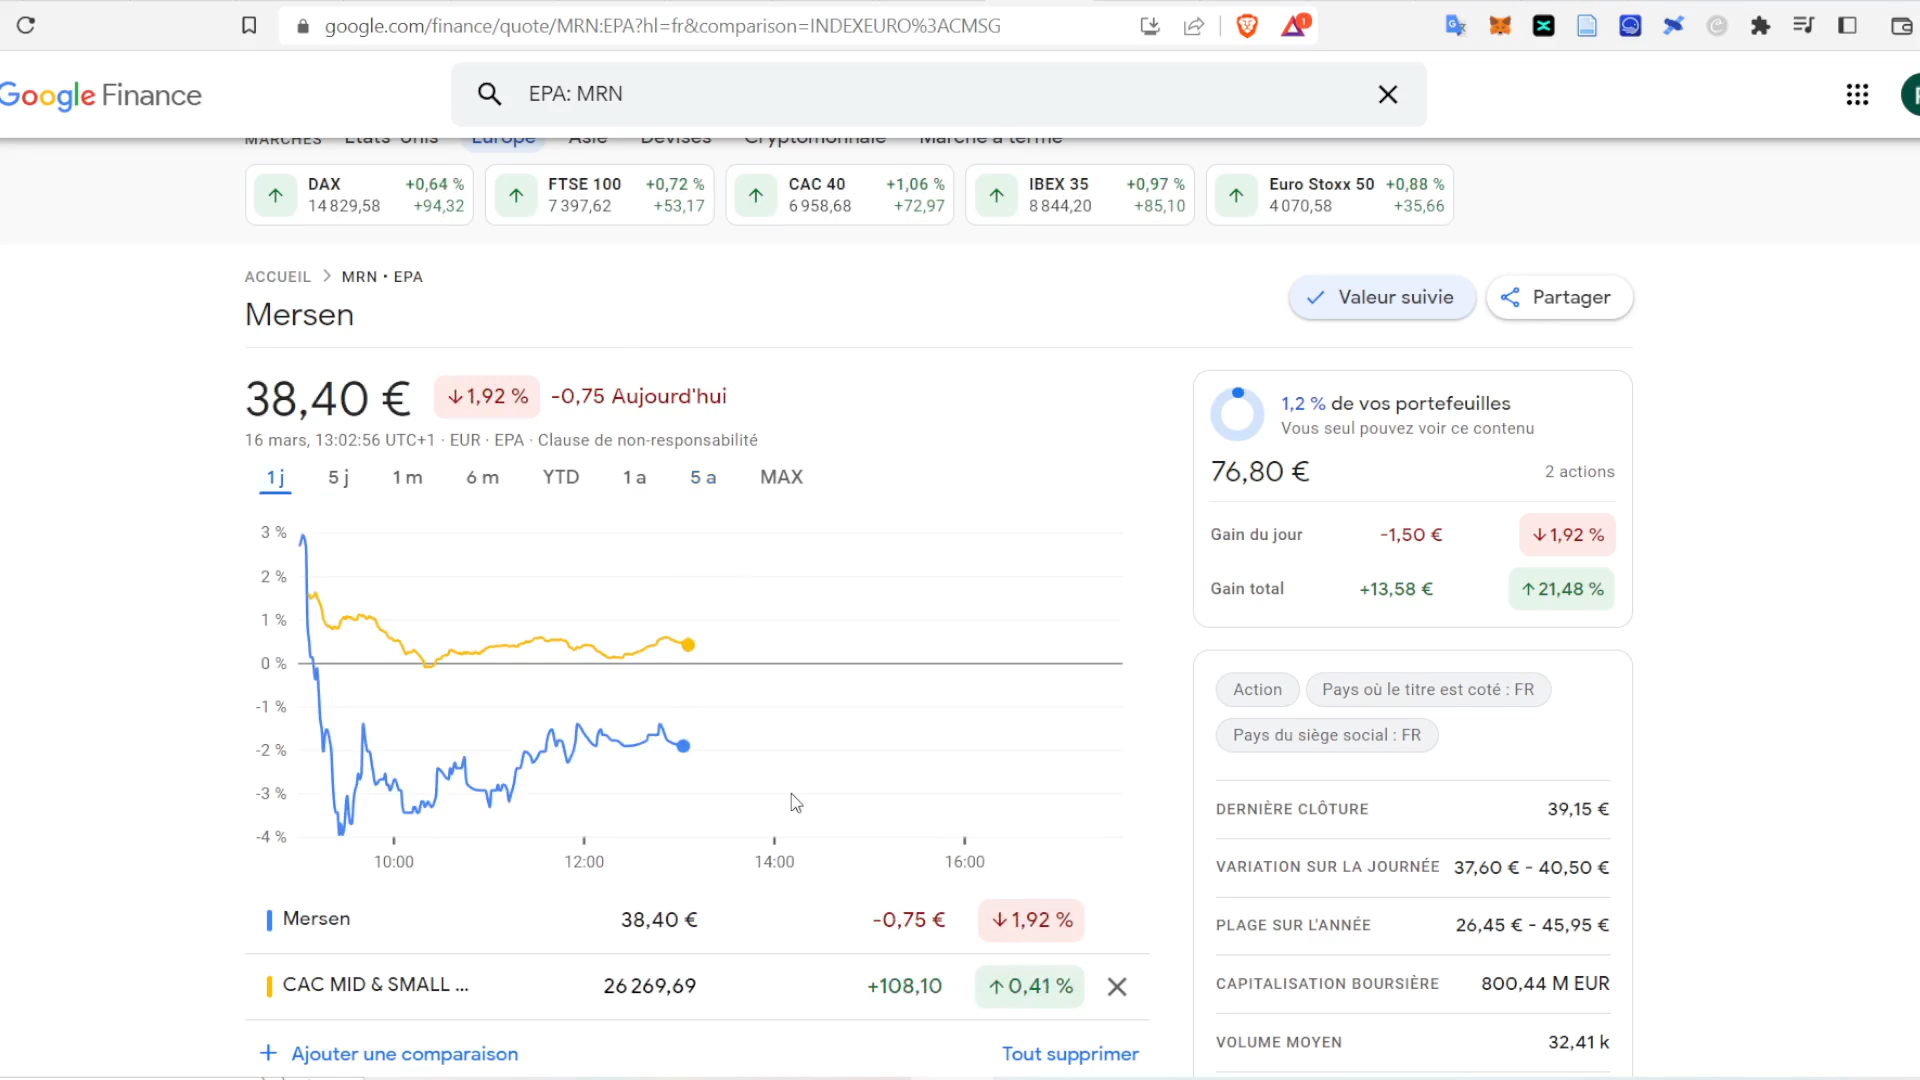 google.com/finance/quote/MRN:EPA?hl=fr&comparison=INDEXEURO%3ACMSG
1
Google Finance
EPA: MRN
MARCHÉS États-Unis Europe Asie Devises Cryptomonnaie Marché à terme
DAX +0,64 %
14 829,58 +94,32
FTSE 100 +0,72 %
7 397,62 +53,17
CAC 40 +1,06 %
6 958,68 +72,97
IBEX 35 +0,97 %
8 844,20 +85,10
Euro Stoxx 50 +0,88 %
4 070,58 +35,66
ACCUEIL > MRN • EPA
Mersen
Valeur suivie
Partager
38,40 € ↓1,92 % -0,75 Aujourd'hui
16 mars, 13:02:56 UTC+1 · EUR · EPA · Clause de non-responsabilité
1 j 5 j 1 m 6 m YTD 1 a 5 a MAX
3 %
2 %
1 %
0 %
-1 %
-2 %
-3 %
-4 %
10:00 12:00 14:00 16:00
Mersen 38,40 € -0,75 € ↓1,92 %
CAC MID & SMALL ... 26 269,69 +108,10 ↑0,41 %
+ Ajouter une comparaison Tout supprimer
1,2 % de vos portefeuilles
Vous seul pouvez voir ce contenu
76,80 € 2 actions
Gain du jour -1,50 € ↓1,92 %
Gain total +13,58 € ↑21,48 %
Action Pays où le titre est coté : FR
Pays du siège social : FR
DERNIÈRE CLÔTURE 39,15 €
VARIATION SUR LA JOURNÉE 37,60 € - 40,50 €
PLAGE SUR L'ANNÉE 26,45 € - 45,95 €
CAPITALISATION BOURSIÈRE 800,44 M EUR
VOLUME MOYEN 32,41 k